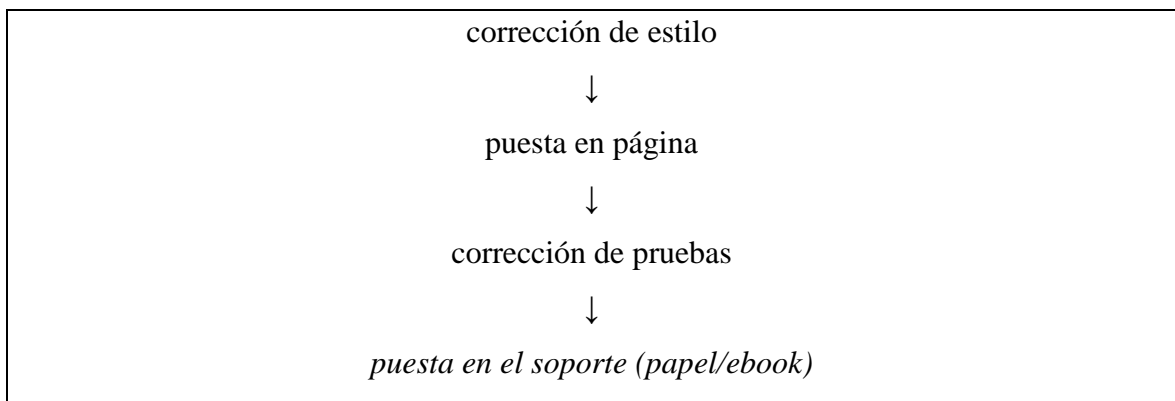 corrección de estilo
↓
puesta en página
↓
corrección de pruebas
↓
puesta en el soporte (papel/ebook)